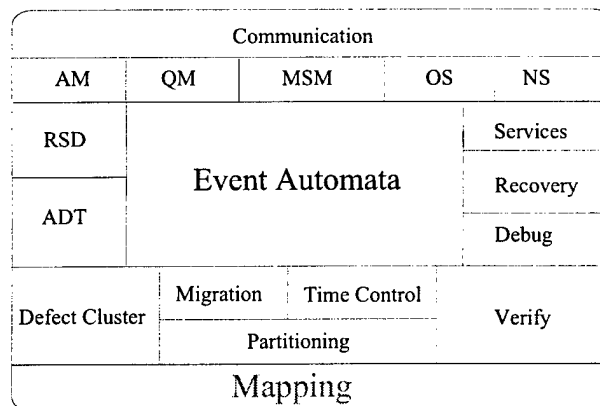 Communication
AM QM MSM OS NS
RSD
Event Automata
Services
ADT
Recovery
Debug
Defect Cluster
Migration Time Control
Partitioning
Verify
Mapping